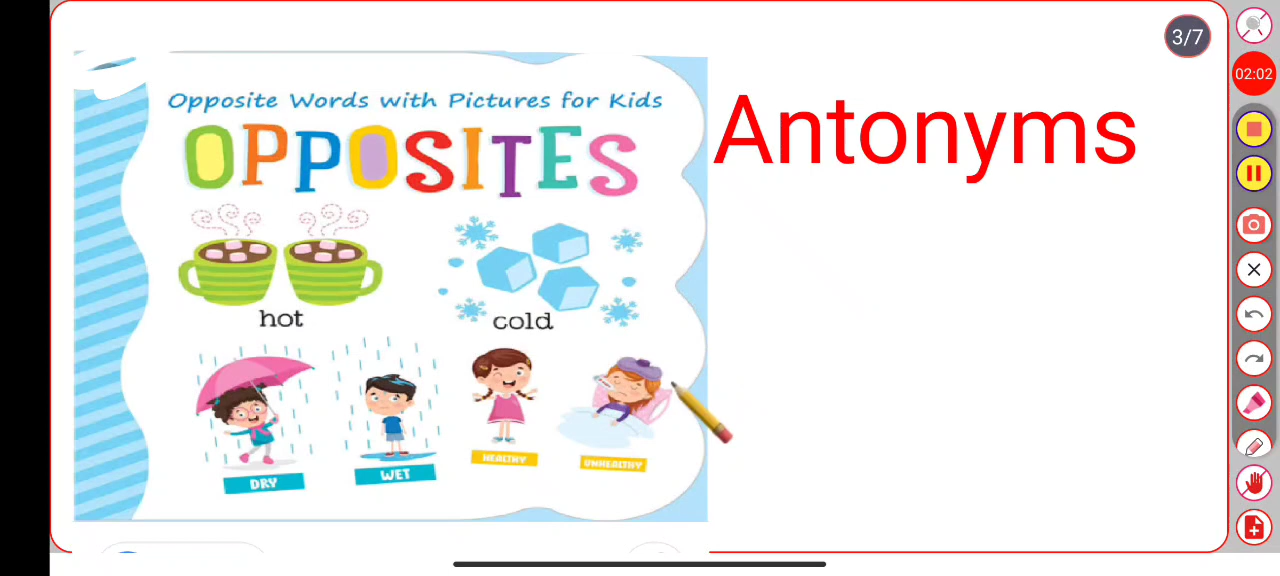 3/7
02:02
Opposite Words with Pictures for Kids
Antonyms
OPPOSITES
hot
cold
DRY
WET
HEALTHY
UNHEALTHY